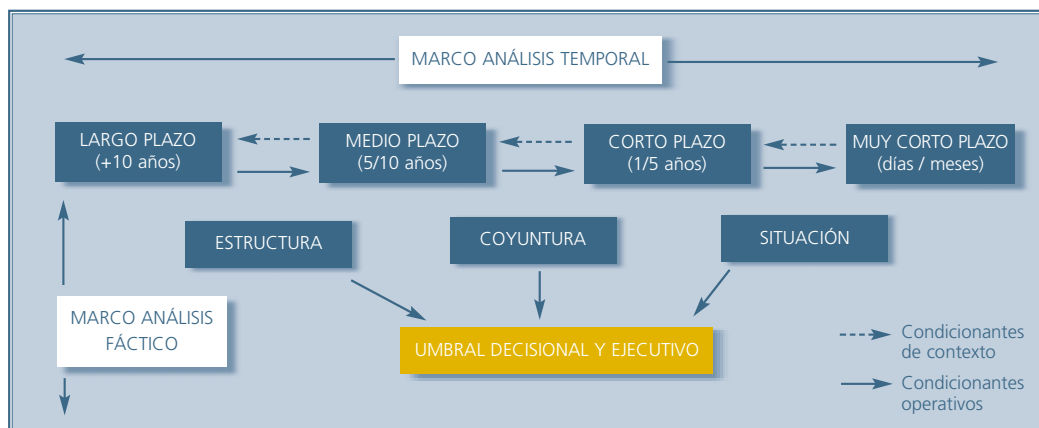 MARCO ANÁLISIS TEMPORAL
LARGO PLAZO
(+10 años)
MEDIO PLAZO
(5/10 años)
CORTO PLAZO
(1/5 años)
MUY CORTO PLAZO
(días / meses)
ESTRUCTURA
COYUNTURA
SITUACIÓN
MARCO ANÁLISIS
FÁCTICO
UMBRAL DECISIONAL Y EJECUTIVO
Condicionantes
de contexto
Condicionantes
operativos